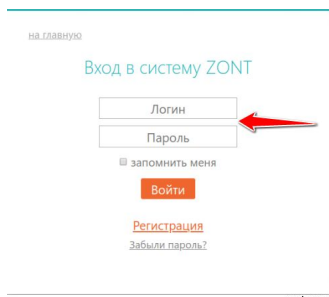 на главную
Вход в систему ZONT
Логин
Пароль
запомнить меня
Войти
Регистрация
Забыли пароль?